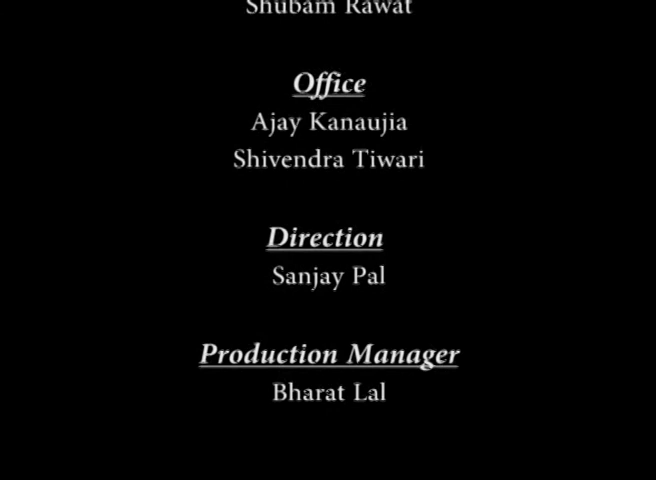 Shubam Rawat
Office
Ajay Kanaujia
Shivendra Tiwari
Direction
Sanjay Pal
Production Manager
Bharat Lal